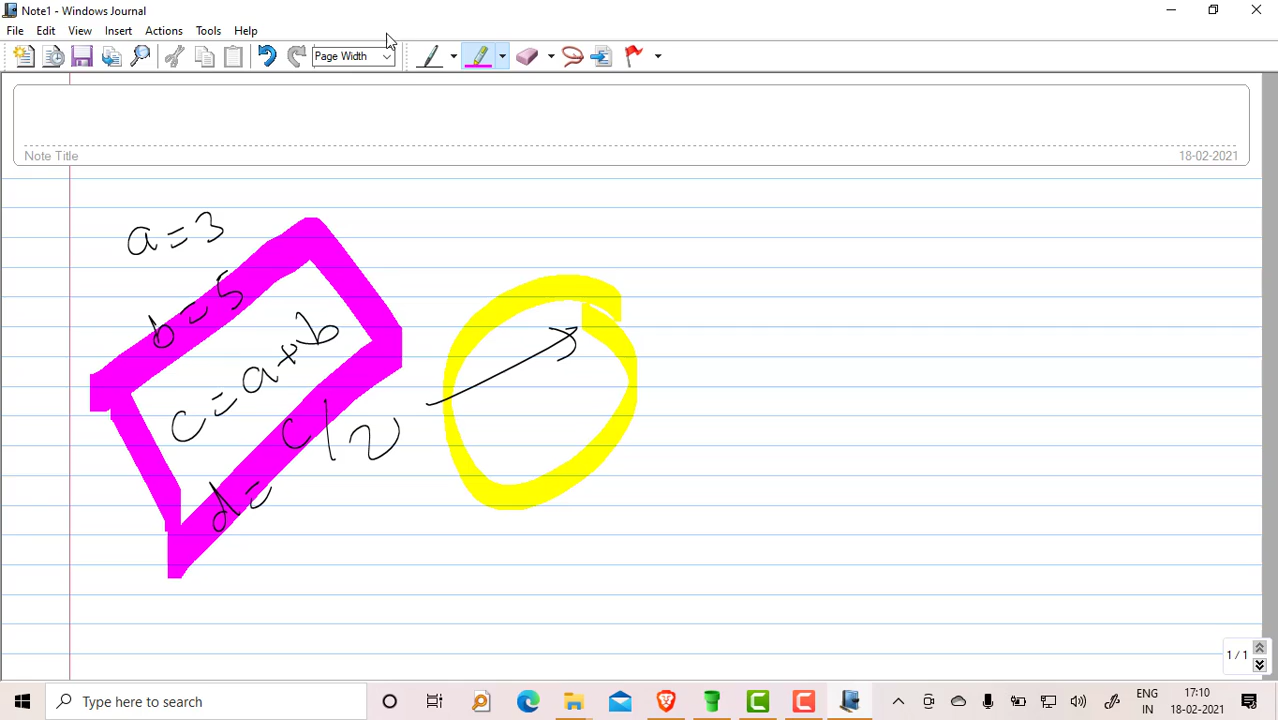 Note1 - Windows Journal
File Edit View Insert Actions Tools Help
Page Width
Note Title
18-02-2021
a=3
b=5
c=a+b
d=c/2
1 / 1
Type here to search
ENG
IN
17:10
18-02-2021